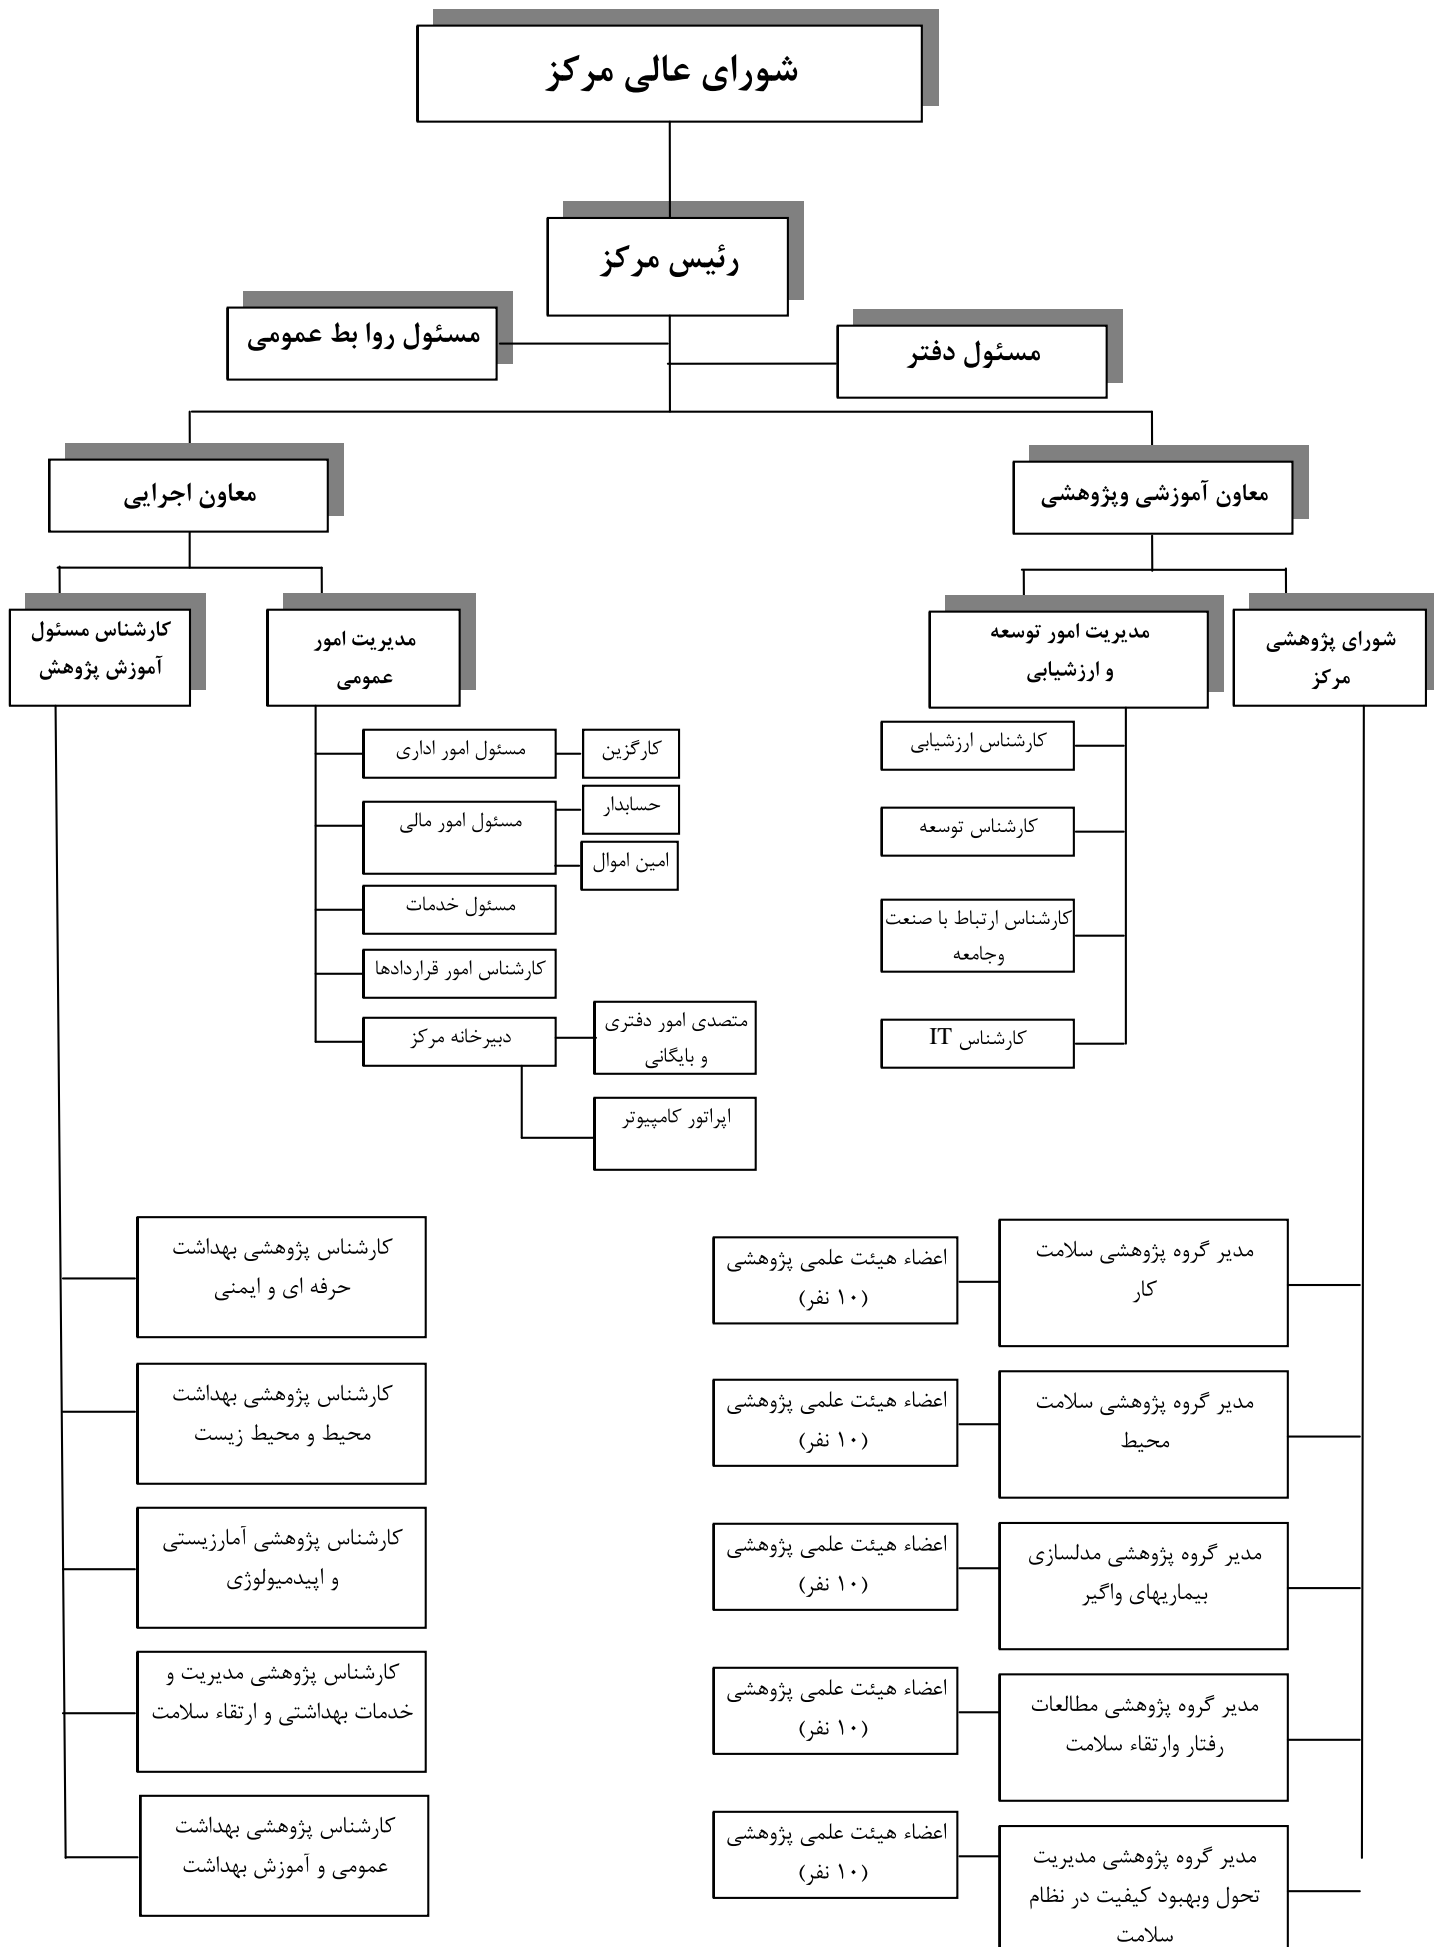 شورای عالی مرکز
رئیس مرکز
مسئول دفتر
مسئول روا بط عمومی
معاون آموزشی وپژوهشی
معاون اجرایی
شورای پژوهشی
مرکز
مدیریت امور توسعه
و ارزشیابی
مدیریت امور
عمومی
کارشناس مسئول
آموزش پژوهش
کارشناس ارزشیابی
کارشناس توسعه
کارشناس ارتباط با صنعت
وجامعه
کارشناس IT
مسئول امور اداری
کارگزین
مسئول امور مالی
حسابدار
امین اموال
مسئول خدمات
کارشناس امور قراردادها
دبیرخانه مرکز
متصدی امور دفتری
و بایگانی
اپراتور کامپیوتر
مدیر گروه پژوهشی سلامت
کار
اعضاء هیئت علمی پژوهشی
(۱۰ نفر)
مدیر گروه پژوهشی سلامت
محیط
اعضاء هیئت علمی پژوهشی
(۱۰ نفر)
مدیر گروه پژوهشی مدلسازی
بیماریهای واگیر
اعضاء هیئت علمی پژوهشی
(۱۰ نفر)
مدیر گروه پژوهشی مطالعات
رفتار وارتقاء سلامت
اعضاء هیئت علمی پژوهشی
(۱۰ نفر)
مدیر گروه پژوهشی مدیریت
تحول وبهبود کیفیت در نظام
سلامت
اعضاء هیئت علمی پژوهشی
(۱۰ نفر)
کارشناس پژوهشی بهداشت
حرفه ای و ایمنی
کارشناس پژوهشی بهداشت
محیط و محیط زیست
کارشناس پژوهشی آمارزیستی
و اپیدمیولوژی
کارشناس پژوهشی مدیریت و
خدمات بهداشتی و ارتقاء سلامت
کارشناس پژوهشی بهداشت
عمومی و آموزش بهداشت